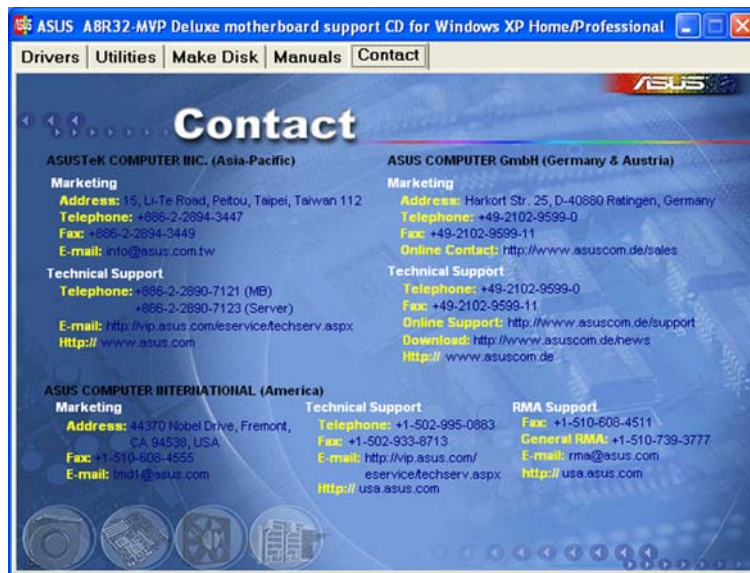 ASUS A8R32-MVP Deluxe motherboard support CD for Windows XP Home/Professional
Drivers Utilities Make Disk Manuals Contact
ASUS
Contact
ASUSTeK COMPUTER INC. (Asia-Pacific)
Marketing
Address: 15, Li-Te Road, Peitou, Taipei, Taiwan 112
Telephone: +886-2-2894-3447
Fax: +886-2-2894-3449
E-mail: info@asus.com.tw
Technical Support
Telephone: +886-2-2890-7121 (MB)
+886-2-2890-7123 (Server)
E-mail: http://vip.asus.com/eservice/techserv.aspx
Http:// www.asus.com
ASUS COMPUTER GmbH (Germany & Austria)
Marketing
Address: Harkort Str. 25, D-40880 Ratingen, Germany
Telephone: +49-2102-9599-0
Fax: +49-2102-9599-11
Online Contact: http://www.asuscom.de/sales
Technical Support
Telephone: +49-2102-9599-0
Fax: +49-2102-9599-11
Online Support: http://www.asuscom.de/support
Download: http://www.asuscom.de/news
Http:// www.asuscom.de
ASUS COMPUTER INTERNATIONAL (America)
Marketing
Address: 44370 Nobel Drive, Fremont,
CA 94538, USA
Fax: +1-510-608-4555
E-mail: tmd1@asus.com
Technical Support
Telephone: +1-502-995-0883
Fax: +1-502-933-8713
E-mail: http://vip.asus.com/
eservice/techserv.aspx
Http:// usa.asus.com
RMA Support
Fax: +1-510-608-4511
General RMA: +1-510-739-3777
E-mail: rma@asus.com
http:// usa.asus.com